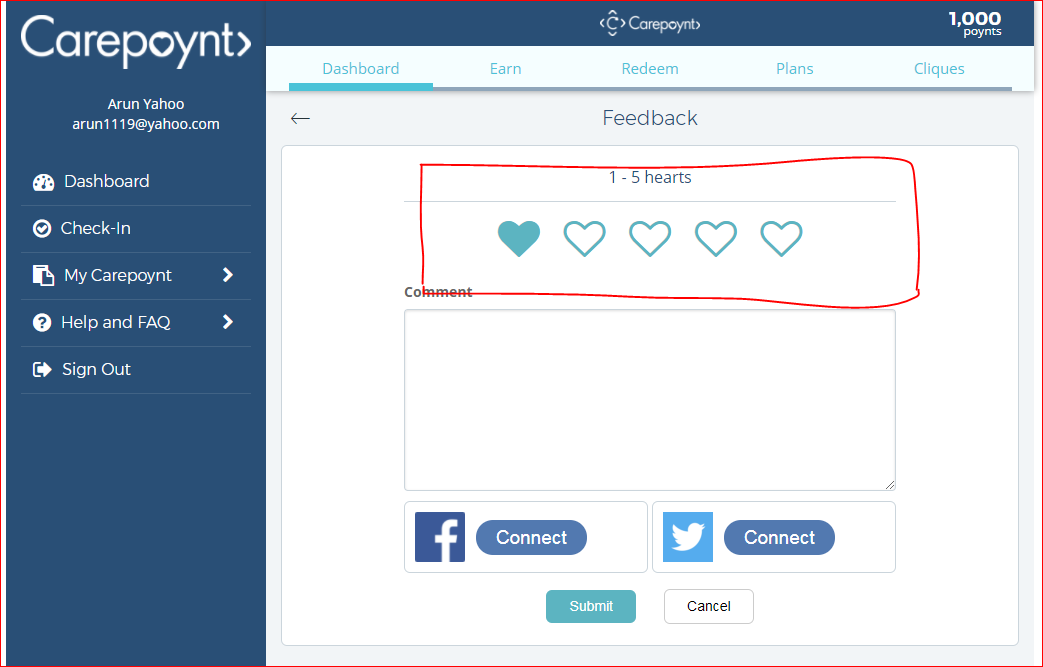 Carepoynt
Arun Yahoo
arun1119@yahoo.com
Dashboard
Check-In
My Carepoynt
Help and FAQ
Sign Out
Carepoynt
1,000
poynts
Dashboard Earn Redeem Plans Cliques
Feedback
1 - 5 hearts
Comment
Connect Connect
Submit Cancel